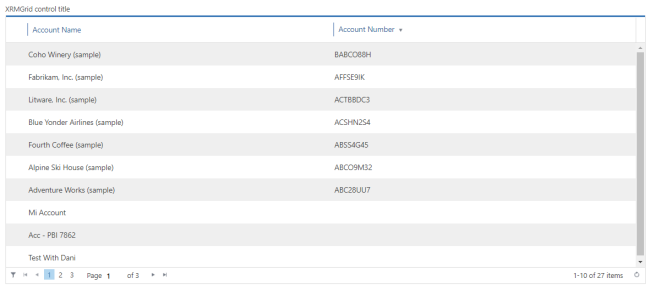 XRMGrid control title
Account Name Account Number
Coho Winery (sample) BABCO88H
Fabrikam, Inc. (sample) AFFSE9IK
Litware, Inc. (sample) ACTBBDC3
Blue Yonder Airlines (sample) ACSHN2S4
Fourth Coffee (sample) ABSS4G45
Alpine Ski House (sample) ABCO9M32
Adventure Works (sample) ABC28UU7
Mi Account
Acc - PBI 7862
Test With Dani
1 2 3 Page 1 of 3 1-10 of 27 items